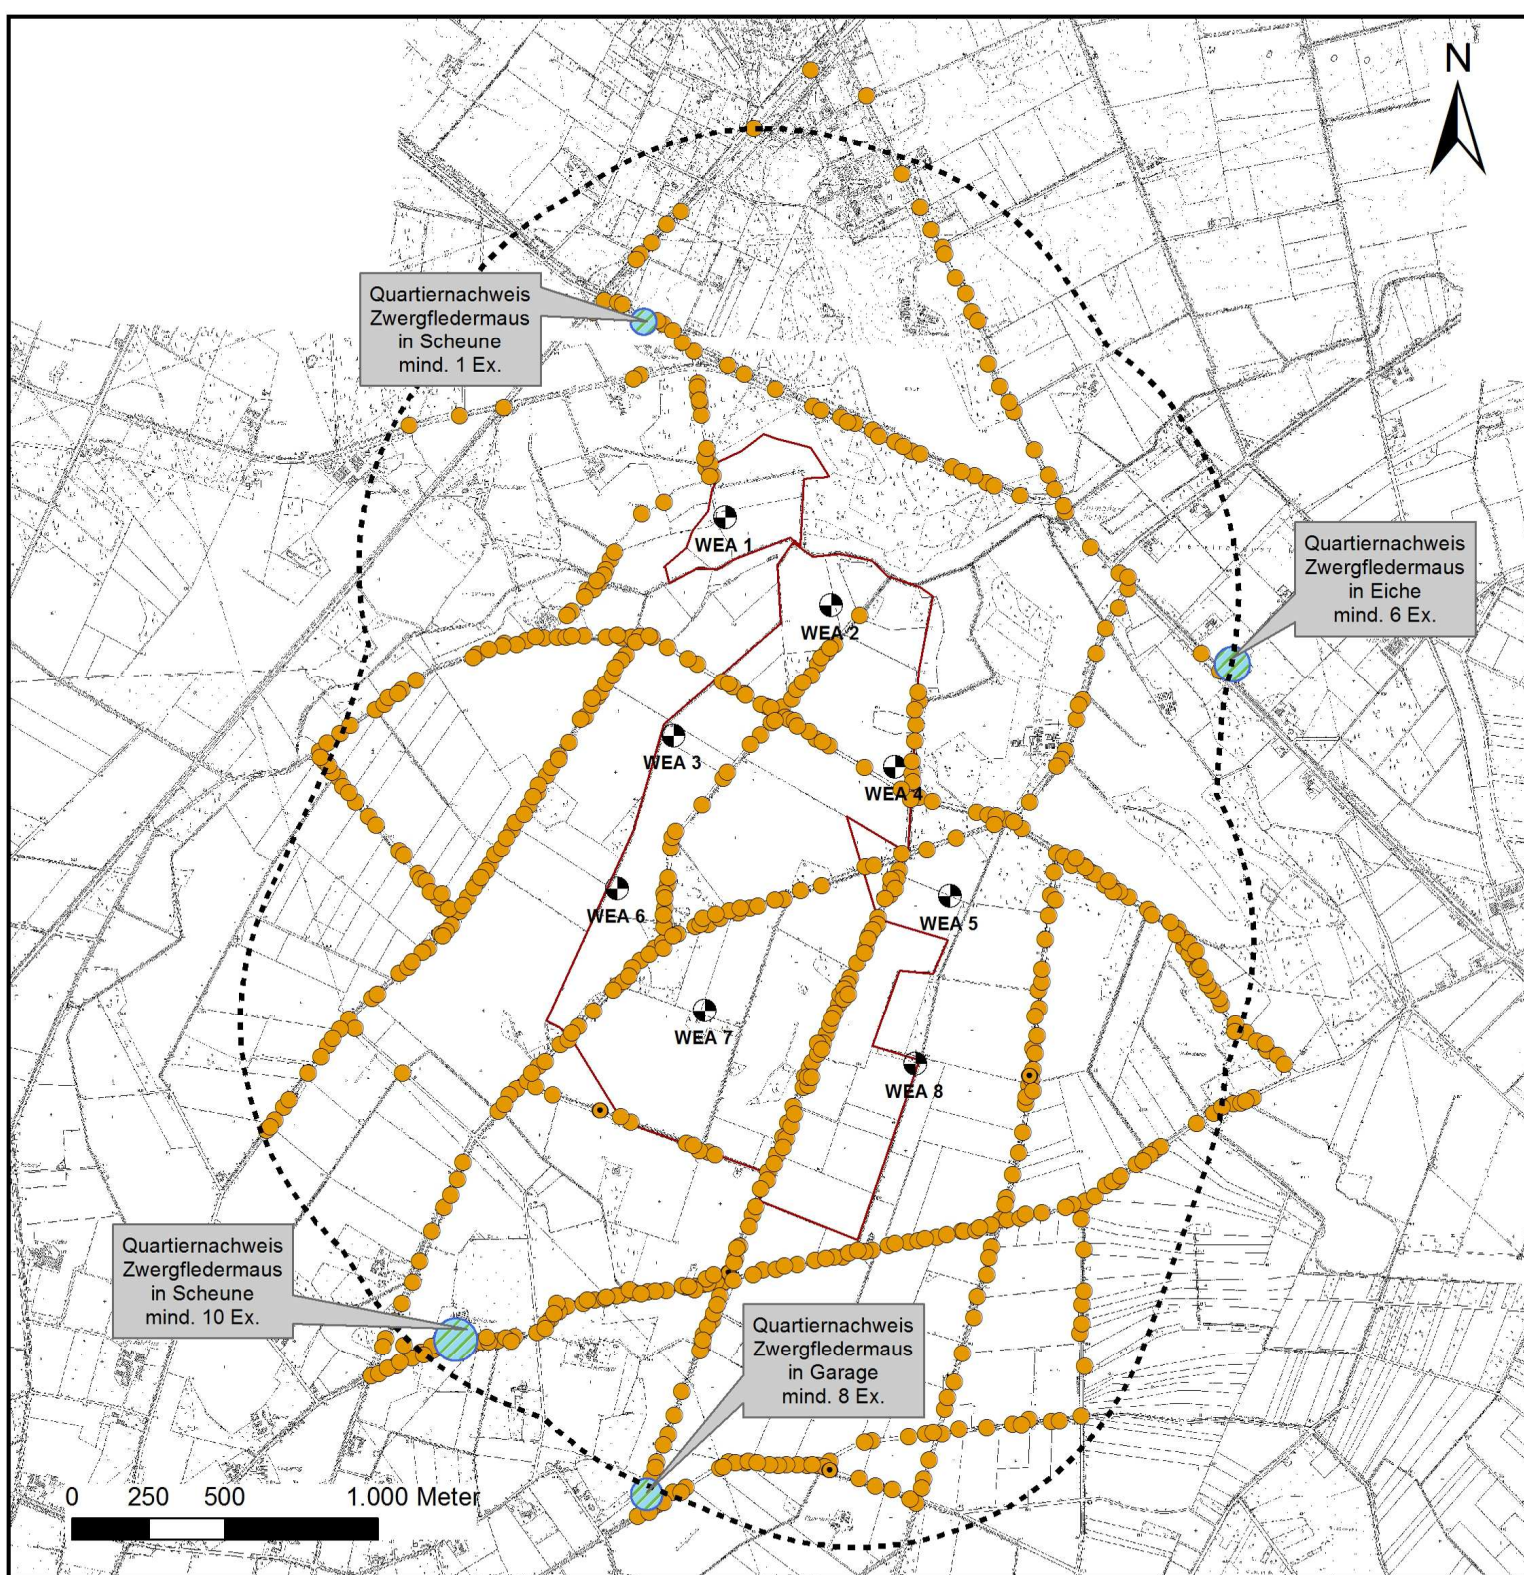 N
Quartiernachweis
Zwergfledermaus
in Scheune
mind. 1 Ex.
WEA 1
Quartiernachweis
Zwergfledermaus
in Eiche
mind. 6 Ex.
WEA 2
WEA 3
WEA 4
WEA 6
WEA 5
WEA 7
WEA 8
Quartiernachweis
Zwergfledermaus
in Scheune
mind. 10 Ex.
Quartiernachweis
Zwergfledermaus
in Garage
mind. 8 Ex.
0 250 500 1.000 Meter